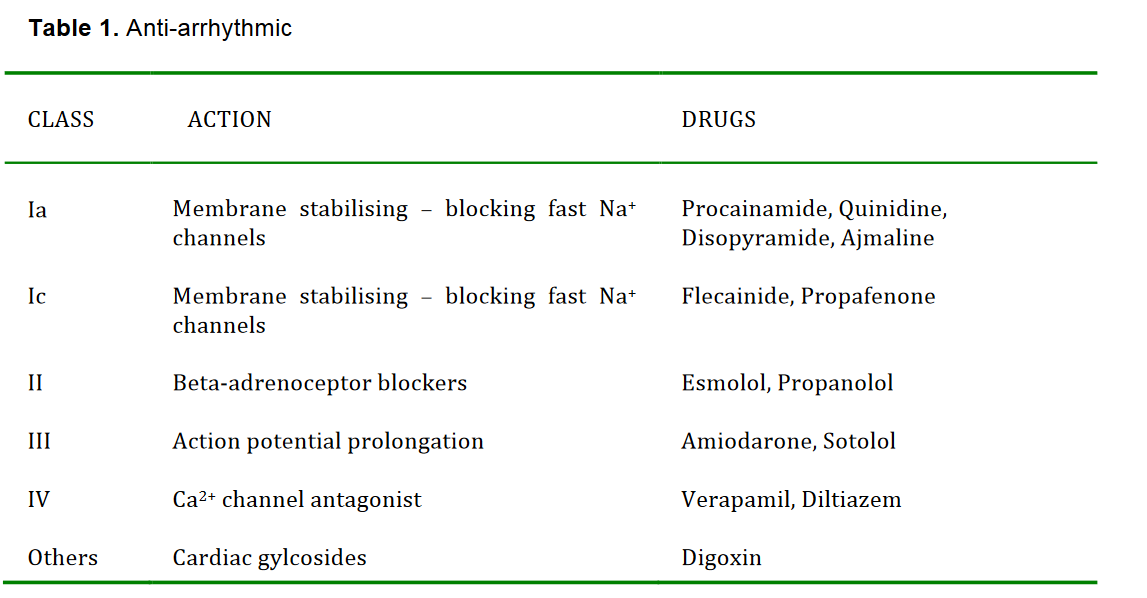 Table 1. Anti-arrhythmic
CLASS ACTION DRUGS
Ia Membrane stabilising – blocking fast Na⁺ Procainamide, Quinidine,
channels Disopyramide, Ajmaline
Ic Membrane stabilising – blocking fast Na⁺ Flecainide, Propafenone
channels
II Beta-adrenoceptor blockers Esmolol, Propanolol
III Action potential prolongation Amiodarone, Sotolol
IV Ca²⁺ channel antagonist Verapamil, Diltiazem
Others Cardiac gylcosides Digoxin